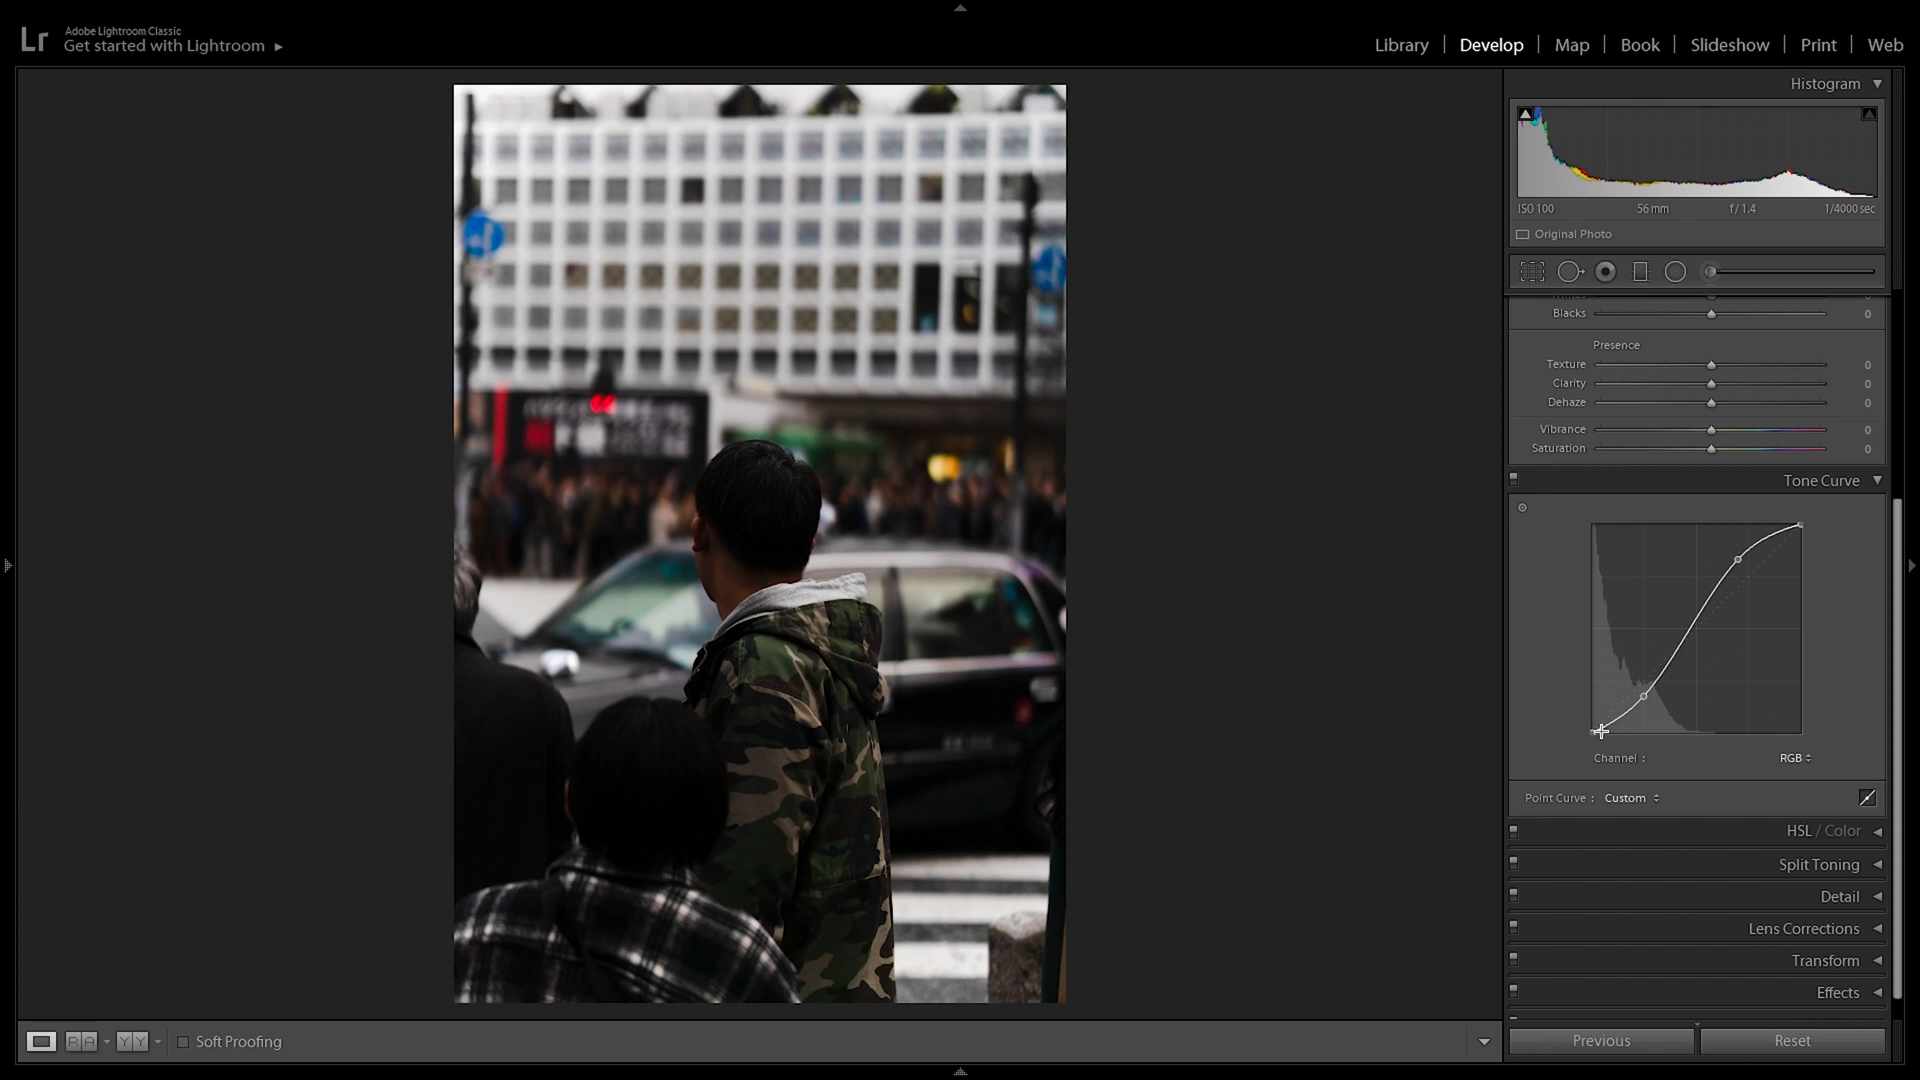 Lr
Adobe Lightroom Classic
Get started with Lightroom
Library | Develop | Map | Book | Slideshow | Print | Web
Histogram
ISO 100 56 mm f / 1.4 1/4000 sec
Original Photo
Blacks 0
Presence
Texture 0
Clarity 0
Dehaze 0
Vibrance 0
Saturation 0
Tone Curve
Channel : RGB
Point Curve : Custom
HSL / Color
Split Toning
Detail
Lens Corrections
Transform
Effects
R A Y Y Soft Proofing
Previous Reset